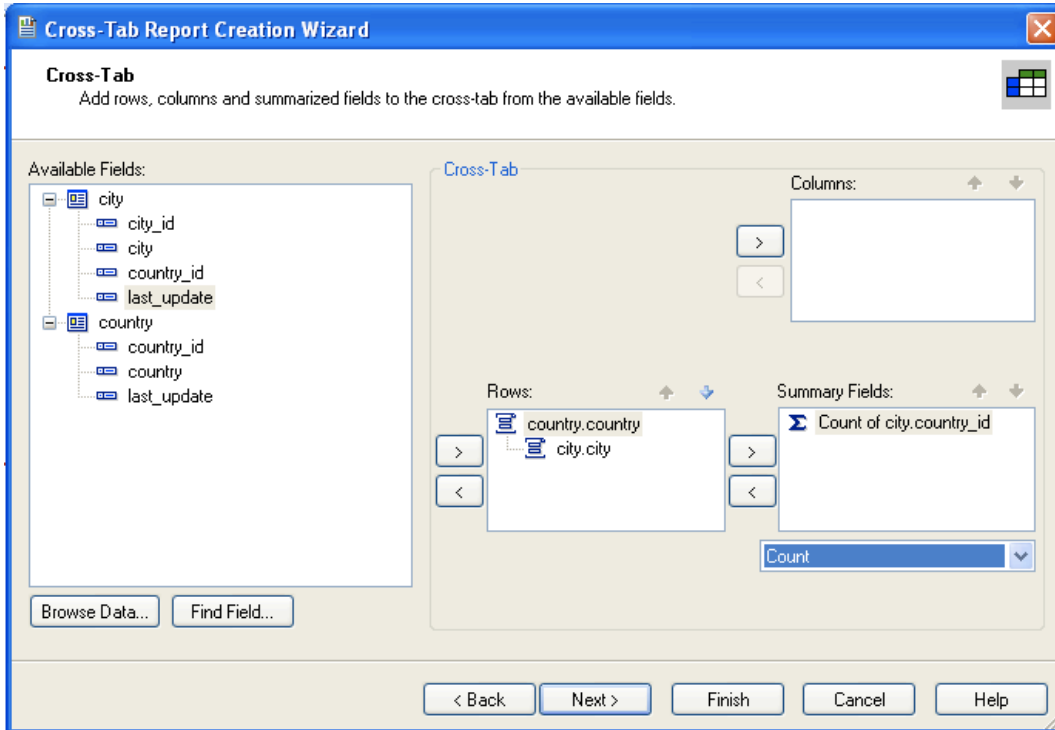 Cross-Tab Report Creation Wizard
Cross-Tab
Add rows, columns and summarized fields to the cross-tab from the available fields.
Available Fields:
city
city_id
city
country_id
last_update
country
country_id
country
last_update
Browse Data...
Find Field...
Cross-Tab
Columns:
>
<
Rows:
country.country
city.city
>
<
Summary Fields:
Σ Count of city.country_id
>
<
Count
< Back
Next >
Finish
Cancel
Help